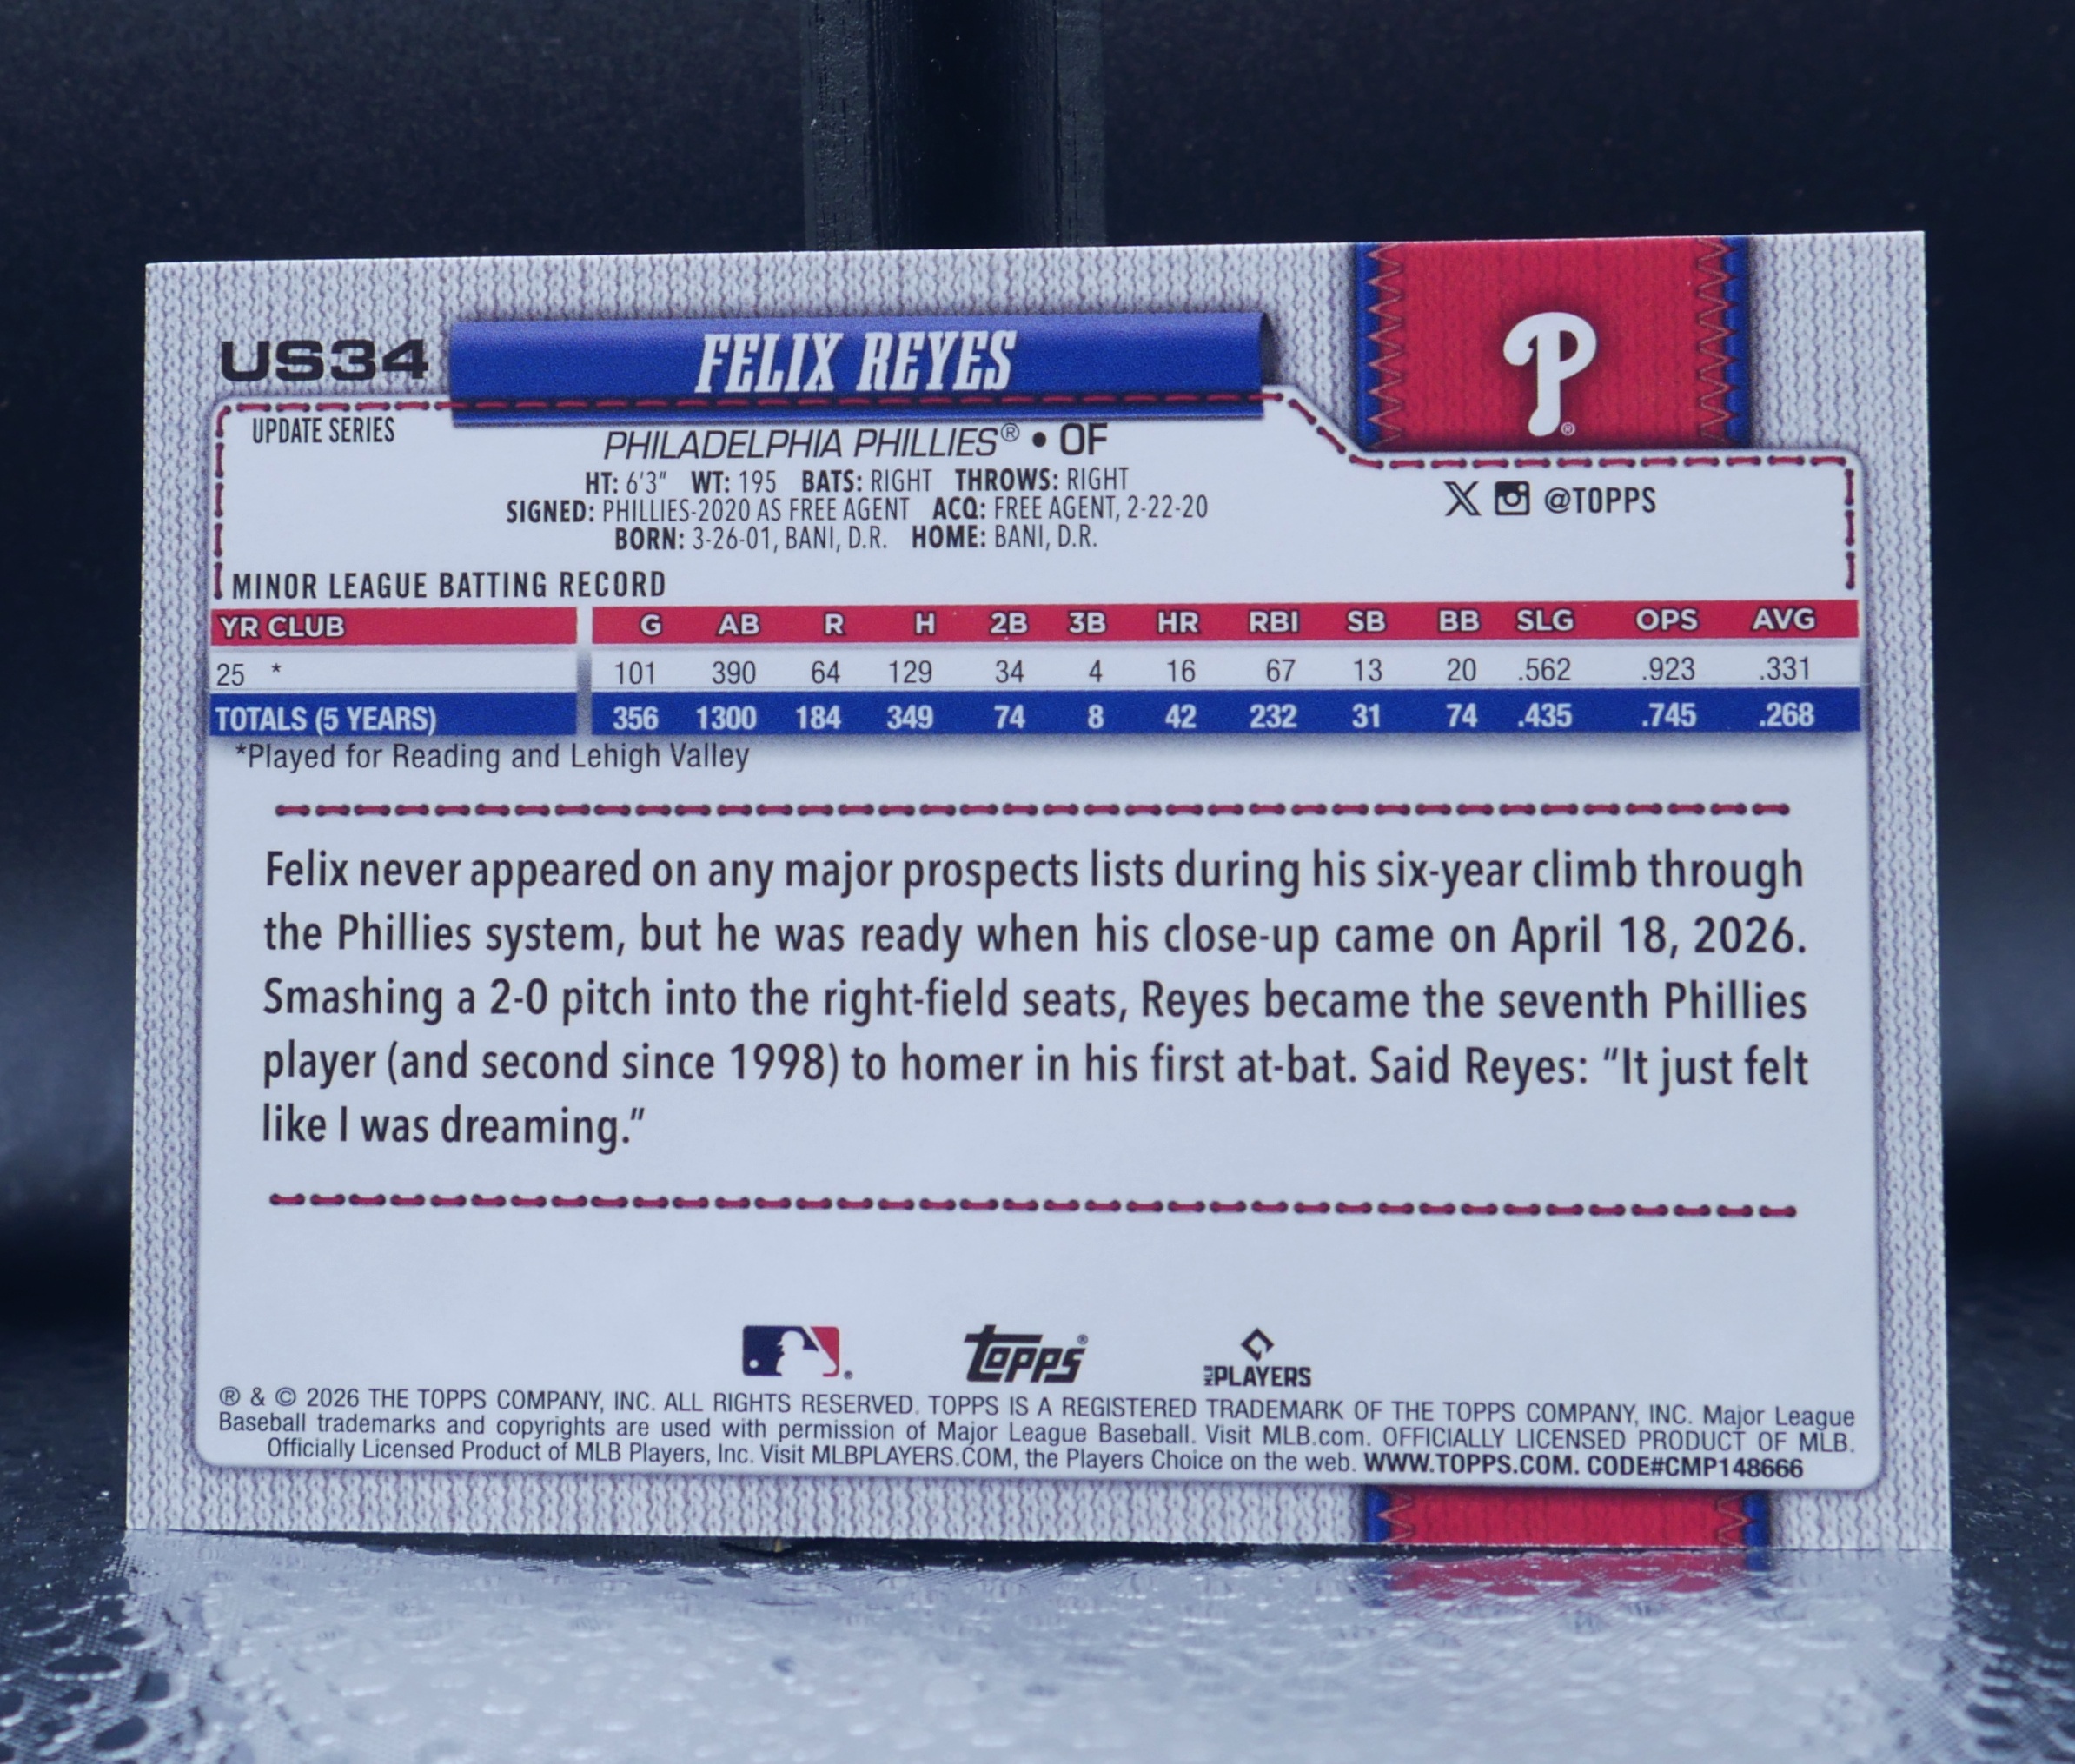 US34
FELIX REYES
P®
UPDATE SERIES
PHILADELPHIA PHILLIES® • OF
HT: 6'3" WT: 195 BATS: RIGHT THROWS: RIGHT
SIGNED: PHILLIES-2020 AS FREE AGENT ACQ: FREE AGENT, 2-22-20
BORN: 3-26-01, BANI, D.R. HOME: BANI, D.R.
@TOPPS
MINOR LEAGUE BATTING RECORD
YR CLUB G AB R H 2B 3B HR RBI SB BB SLG OPS AVG
25 * 101 390 64 129 34 4 16 67 13 20 .562 .923 .331
TOTALS (5 YEARS) 356 1300 184 349 74 8 42 232 31 74 .435 .745 .268
*Played for Reading and Lehigh Valley
Felix never appeared on any major prospects lists during his six-year climb through
the Phillies system, but he was ready when his close-up came on April 18, 2026.
Smashing a 2-0 pitch into the right-field seats, Reyes became the seventh Phillies
player (and second since 1998) to homer in his first at-bat. Said Reyes: “It just felt
like I was dreaming.”
topps®
MLB PLAYERS
® & © 2026 THE TOPPS COMPANY, INC. ALL RIGHTS RESERVED. TOPPS IS A REGISTERED TRADEMARK OF THE TOPPS COMPANY, INC. Major League
Baseball trademarks and copyrights are used with permission of Major League Baseball. Visit MLB.com. OFFICIALLY LICENSED PRODUCT OF MLB.
Officially Licensed Product of MLB Players, Inc. Visit MLBPLAYERS.COM, the Players Choice on the web. WWW.TOPPS.COM. CODE#CMP148666